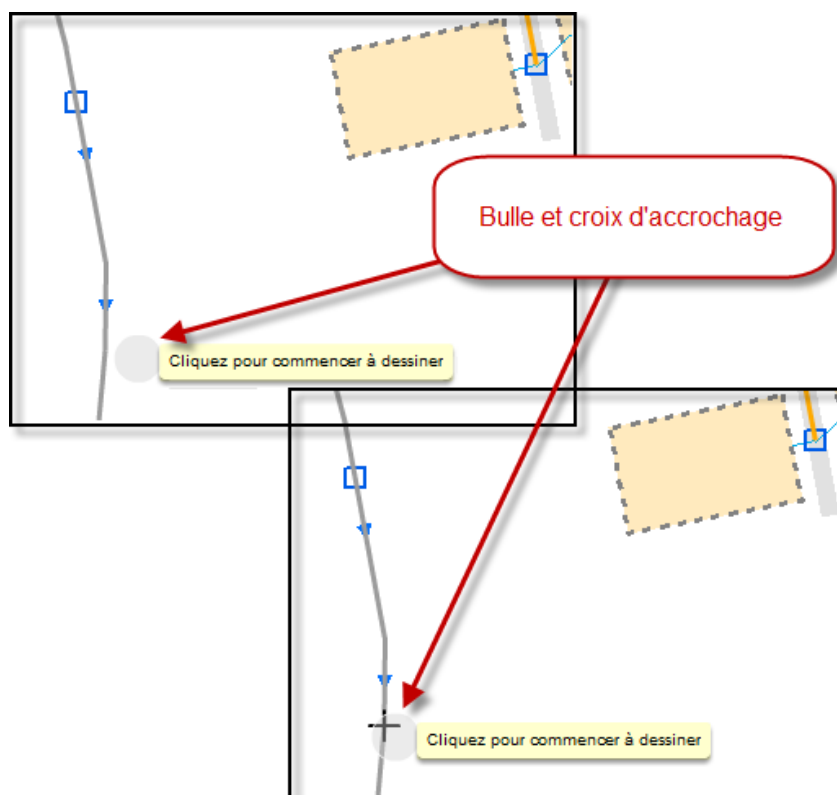 Bulle et croix d'accrochage
Cliquez pour commencer à dessiner
Cliquez pour commencer à dessiner